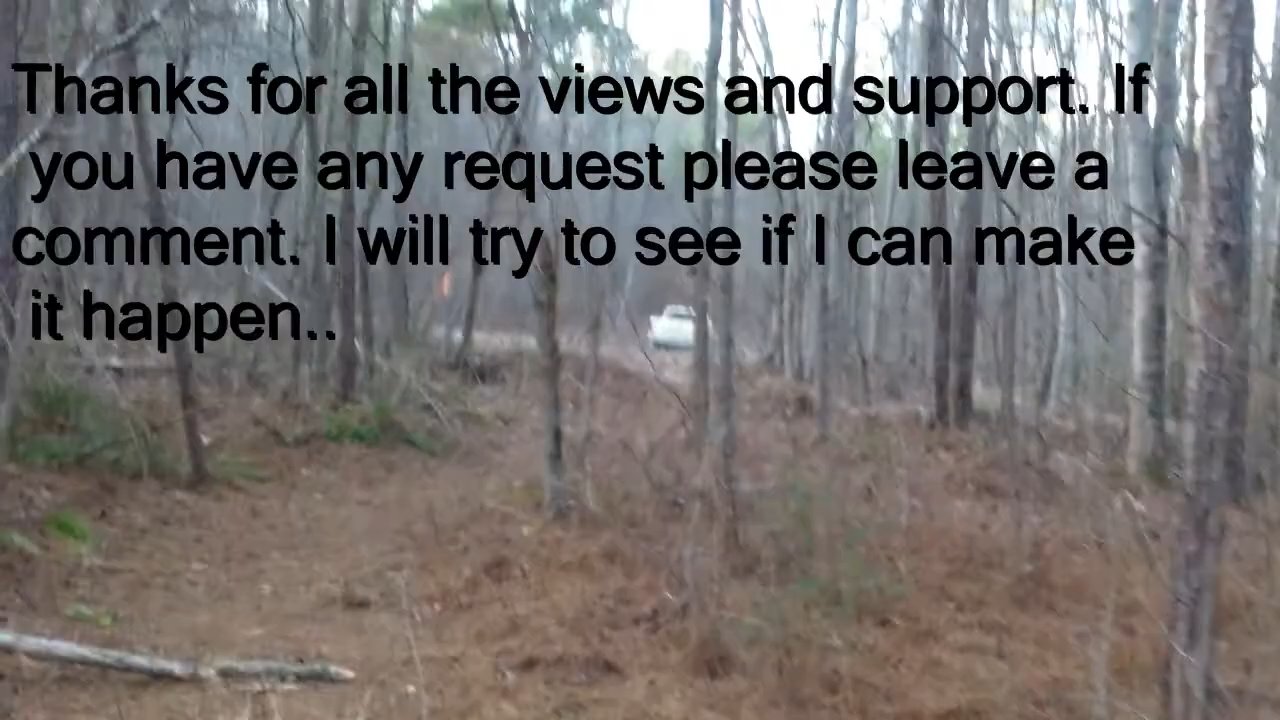 Thanks for all the views and support. If
you have any request please leave a
comment. I will try to see if I can make
it happen..